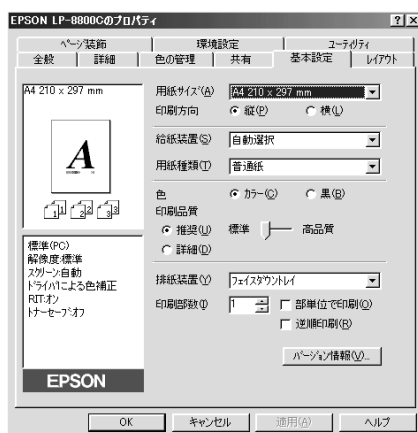 EPSON LP-8800Cのプロパティ
ページ装飾 環境設定 ユーティリティ
全般 詳細 色の管理 共有 基本設定 レイアウト
A4 210 x 297 mm
用紙サイズ(A) A4 210 x 297 mm
印刷方向 縦(P) 横(L)
給紙装置(S) 自動選択
用紙種類(T) 普通紙
A
1 1 2 2 3 3
色 カラー(C) 黒(B)
印刷品質
推奨(U) 標準 高品質
詳細(D)
標準(PC)
解像度:標準
スクリーン:自動
ドライバによる色補正
RIT:オン
トナーセーブ:オフ
排紙装置(Y) フェイスダウントレイ
印刷部数(I) 1 部単位で印刷(O)
逆順印刷(R)
バージョン情報(V)...
EPSON
OK キャンセル 適用(A) ヘルプ